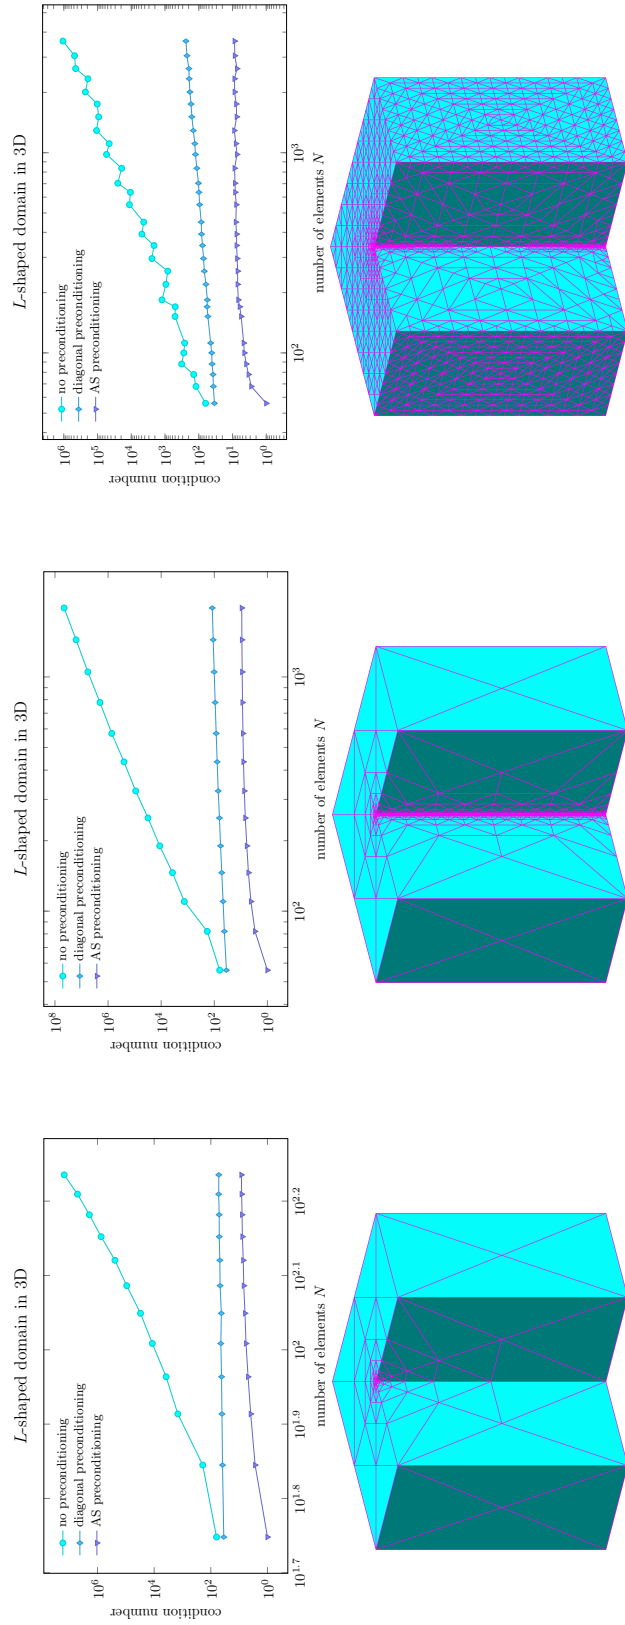 L-shaped domain in 3D
no preconditioning
diagonal preconditioning
AS preconditioning
10^6
10^4
10^2
10^0
condition number
10^1.7 10^1.8 10^1.9 10^2 10^2.1 10^2.2
number of elements N
L-shaped domain in 3D
no preconditioning
diagonal preconditioning
AS preconditioning
10^8
10^6
10^4
10^2
10^0
condition number
10^2 10^3
number of elements N
L-shaped domain in 3D
no preconditioning
diagonal preconditioning
AS preconditioning
10^6
10^5
10^4
10^3
10^2
10^1
10^0
condition number
10^2 10^3
number of elements N